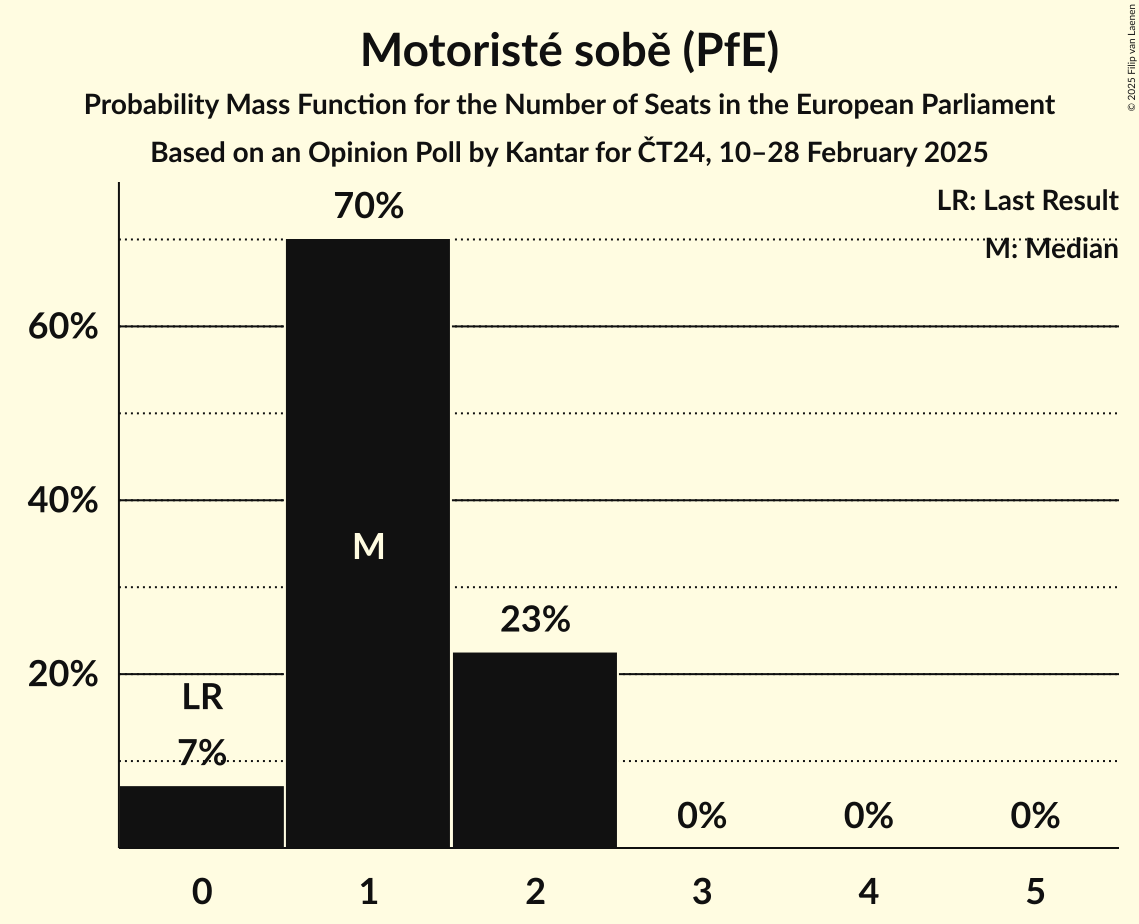 Motoristé sobě (PfE)
Probability Mass Function for the Number of Seats in the European Parliament
Based on an Opinion Poll by Kantar for ČT24, 10–28 February 2025
© 2025 Filip van Laenen
LR: Last Result
M: Median
70%
60%
40%
M
23%
20%
LR
7%
0%
0%
0%
0
1
2
3
4
5